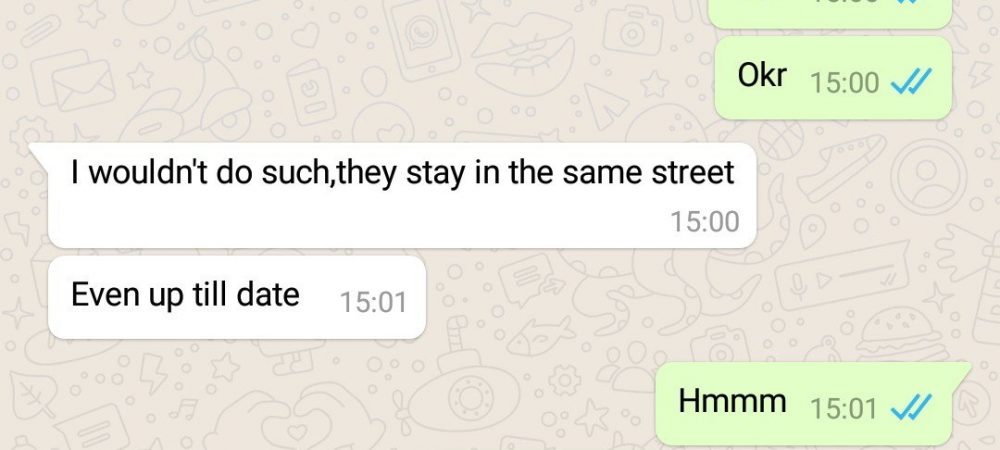 Okr 15:00
I wouldn't do such,they stay in the same street
15:00
Even up till date 15:01
Hmmm 15:01